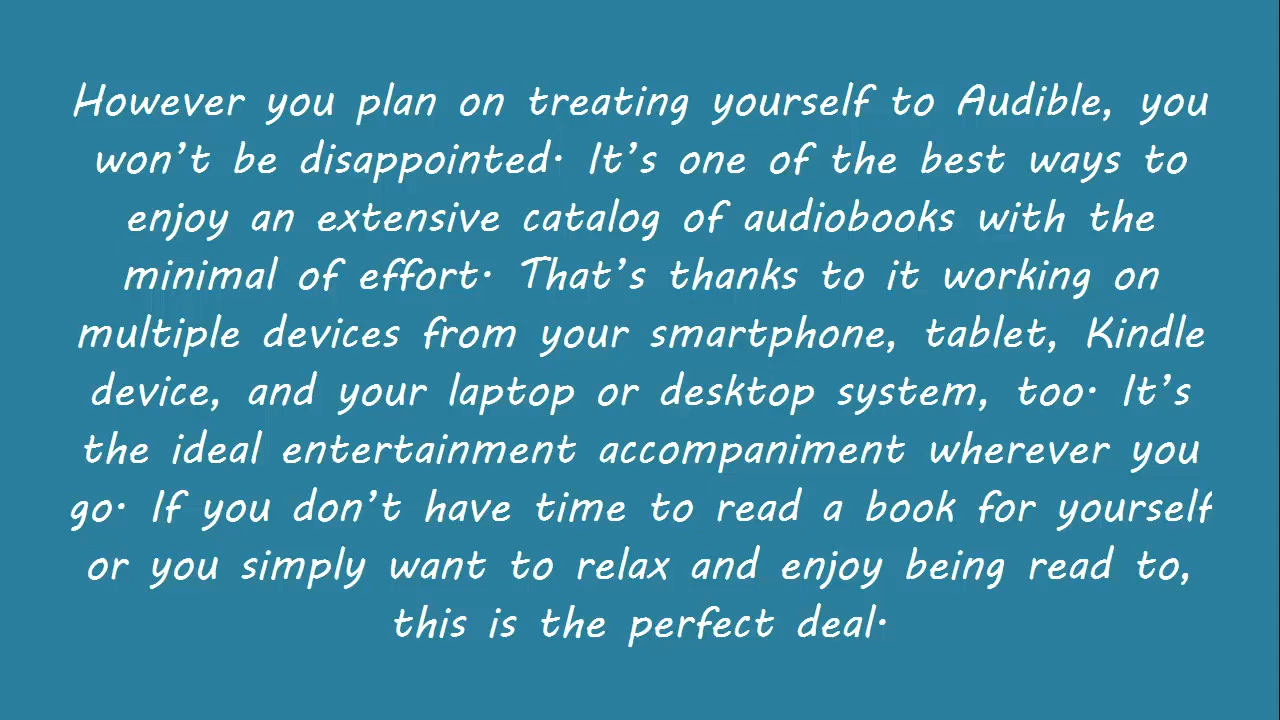 However you plan on treating yourself to Audible, you
won’t be disappointed. It’s one of the best ways to
enjoy an extensive catalog of audiobooks with the
minimal of effort. That’s thanks to it working on
multiple devices from your smartphone, tablet, Kindle
device, and your laptop or desktop system, too. It’s
the ideal entertainment accompaniment wherever you
go. If you don’t have time to read a book for yourself
or you simply want to relax and enjoy being read to,
this is the perfect deal.